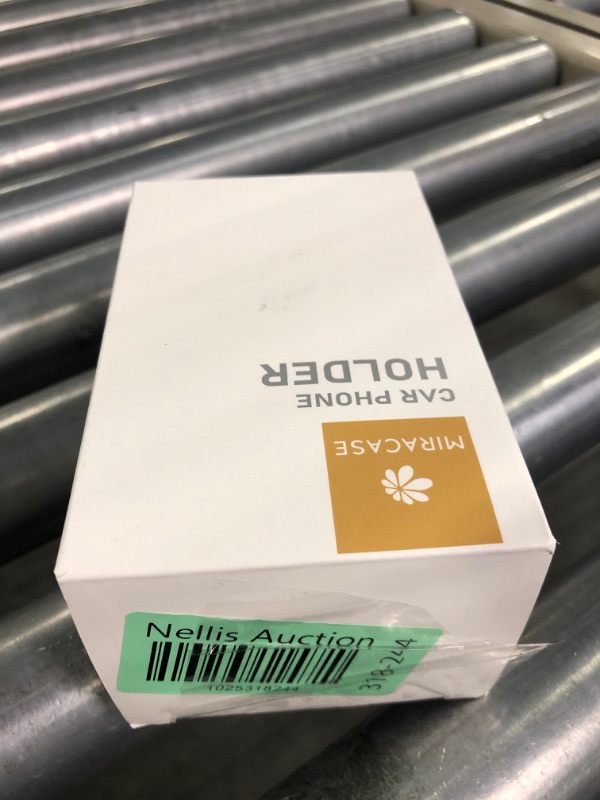 MIRACASE
CAR PHONE
HOLDER
Nellis Auction
1025318244
318-244